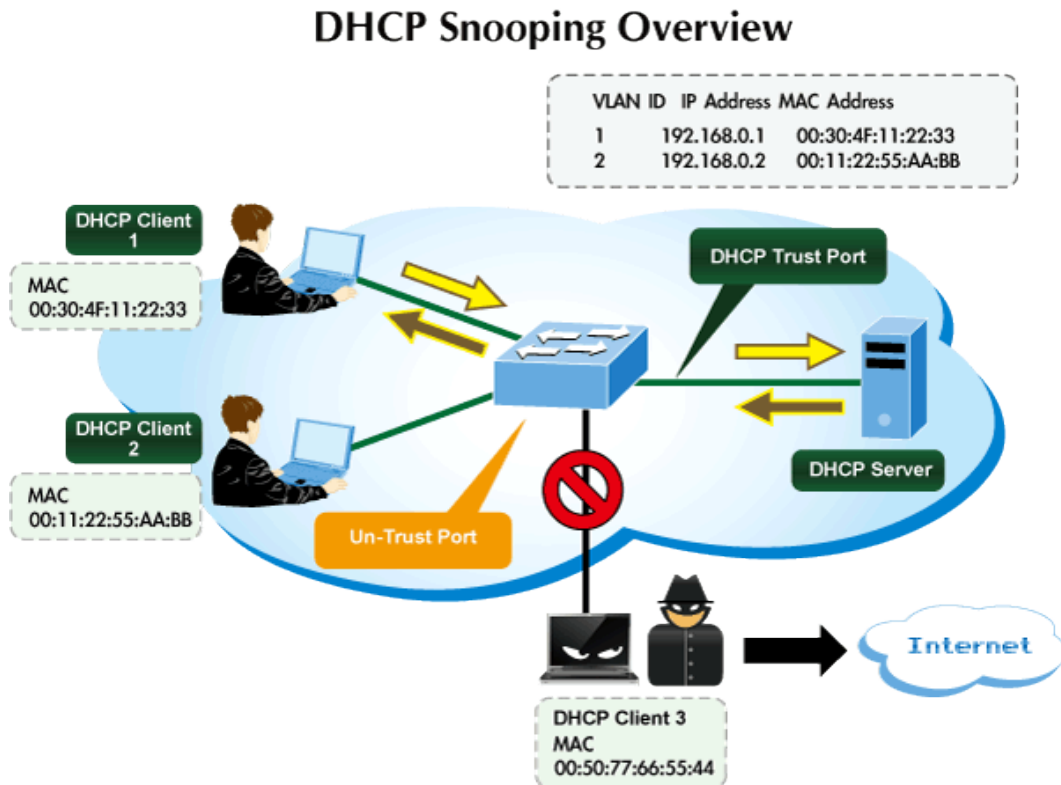 DHCP Snooping Overview
VLAN ID IP Address MAC Address
1 192.168.0.1 00:30:4F:11:22:33
2 192.168.0.2 00:11:22:55:AA:BB
DHCP Client
1
MAC
00:30:4F:11:22:33
DHCP Trust Port
DHCP Client
2
MAC
00:11:22:55:AA:BB
Un-Trust Port
DHCP Server
Internet
DHCP Client 3
MAC
00:50:77:66:55:44